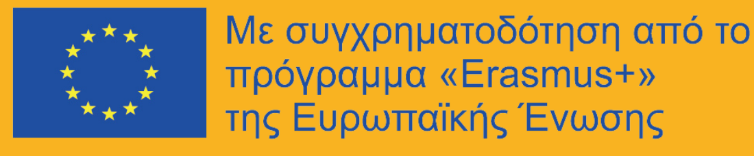 Με συγχρηματοδότηση από το
πρόγραμμα «Erasmus+»
της Ευρωπαϊκής Ένωσης